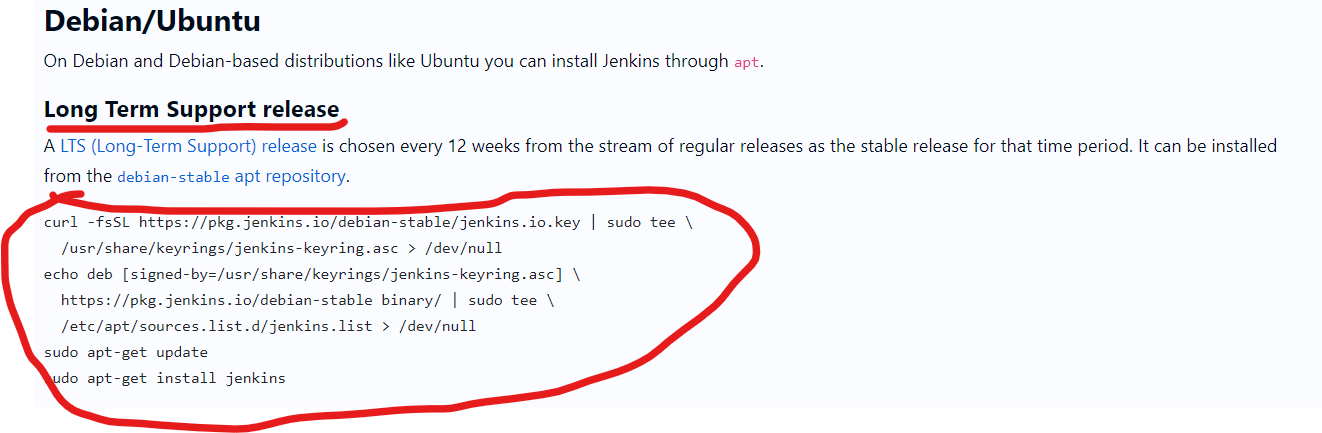 Debian/Ubuntu
On Debian and Debian-based distributions like Ubuntu you can install Jenkins through apt.
Long Term Support release
A LTS (Long-Term Support) release is chosen every 12 weeks from the stream of regular releases as the stable release for that time period. It can be installed
from the debian-stable apt repository.
curl -fsSL https://pkg.jenkins.io/debian-stable/jenkins.io.key | sudo tee \
/usr/share/keyrings/jenkins-keyring.asc > /dev/null
echo deb [signed-by=/usr/share/keyrings/jenkins-keyring.asc] \
https://pkg.jenkins.io/debian-stable binary/ | sudo tee \
/etc/apt/sources.list.d/jenkins.list > /dev/null
sudo apt-get update
sudo apt-get install jenkins